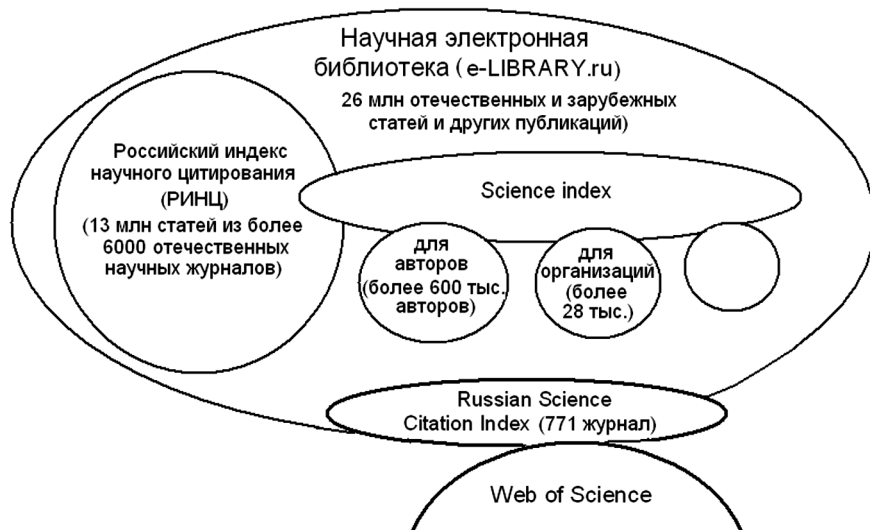 Научная электронная
библиотека (e-LIBRARY.ru)
26 млн отечественных и зарубежных
статей и других публикаций)
Российский индекс
научного цитирования
(РИНЦ)
(13 млн статей из более
6000 отечественных
научных журналов)
Science index
для
авторов
(более 600 тыс.
авторов)
для
организаций
(более
28 тыс.)
Russian Science
Citation Index (771 журнал)
Web of Science